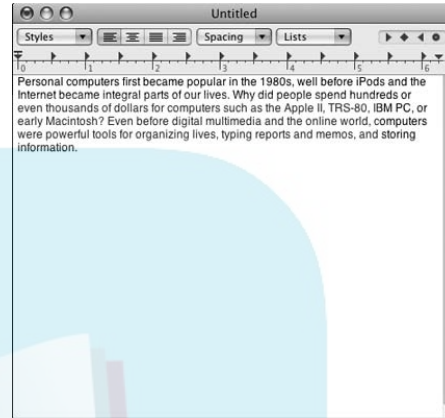 Untitled
Styles Spacing Lists
0 1 2 3 4 5 6
Personal computers first became popular in the 1980s, well before iPods and the
Internet became integral parts of our lives. Why did people spend hundreds or
even thousands of dollars for computers such as the Apple II, TRS-80, IBM PC, or
early Macintosh? Even before digital multimedia and the online world, computers
were powerful tools for organizing lives, typing reports and memos, and storing
information.